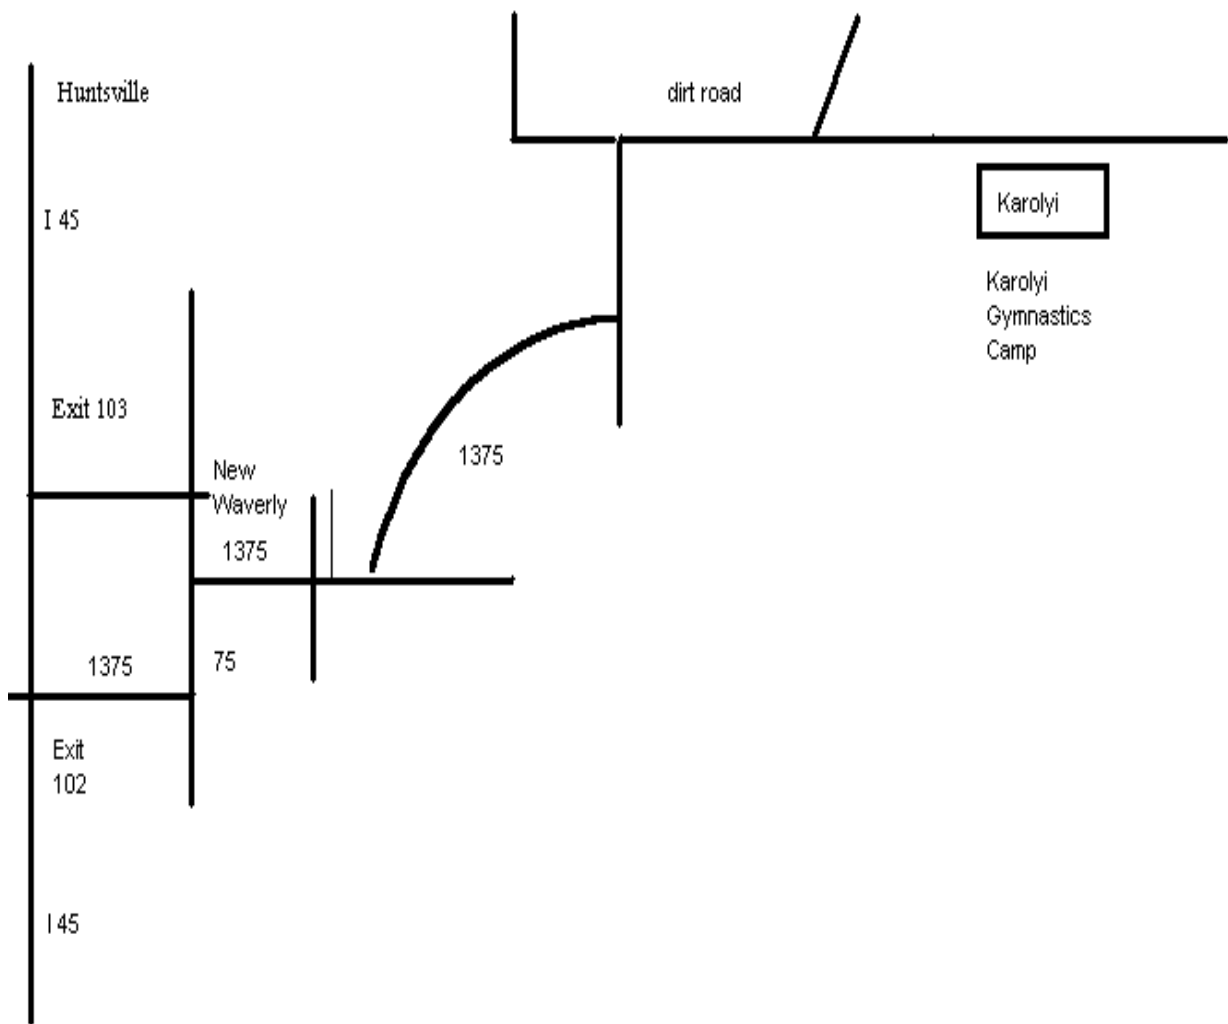 Huntsville
dirt road
I 45
Karolyi
Karolyi
Gymnastics
Camp
Exit 103
1375
New
Waverly
1375
1375
75
Exit
102
I 45